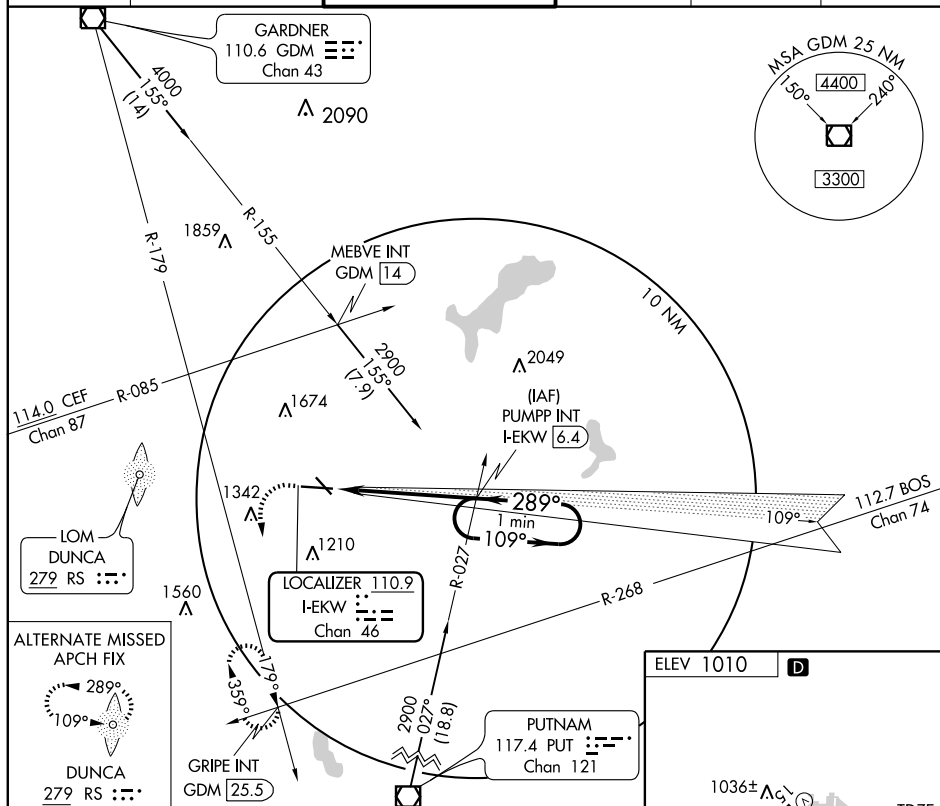 GARDNER
110.6 GDM
Chan 43
4000
155°
(14)
2090
MSA GDM 25 NM
150°
4400
240°
3300
R-155
R-179
1859
MEBVE INT
GDM 14
10 NM
2900
155°
(7.9)
2049
1674
(IAF)
PUMPP INT
I-EKW 6.4
114.0 CEF
Chan 87
R-085
1342
289°
1 min
109°
109°
112.7 BOS
Chan 74
LOM
DUNCA
279 RS
1210
R-027
LOCALIZER 110.9
I-EKW
Chan 46
R-268
1560
ALTERNATE MISSED
APCH FIX
289°
109°
DUNCA
279 RS
179°
359°
GRIPE INT
GDM 25.5
2900
027°
(18.8)
PUTNAM
117.4 PUT
Chan 121
ELEV 1010
D
1036±